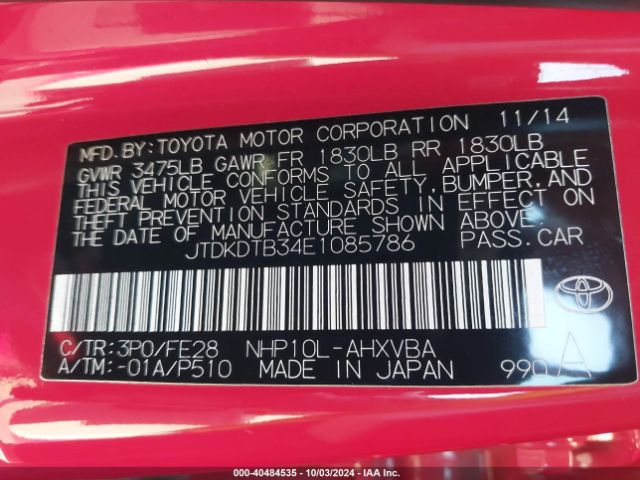 MFD.BY:TOYOTA MOTOR CORPORATION 11/14
GVWR 3475LB GAWR FR 1830LB RR 1830LB
THIS VEHICLE CONFORMS TO ALL APPLICABLE
FEDERAL MOTOR VEHICLE SAFETY,BUMPER,AND
THEFT PREVENTION STANDARDS IN EFFECT ON
THE DATE OF MANUFACTURE SHOWN ABOVE.
JTDKDTB34E1085786 PASS.CAR
C/TR:3P0/FE28 NHP10L-AHXVBA
A/TM:-01A/P510 MADE IN JAPAN 990 A
000-40484535 - 10/03/2024 - IAA Inc.